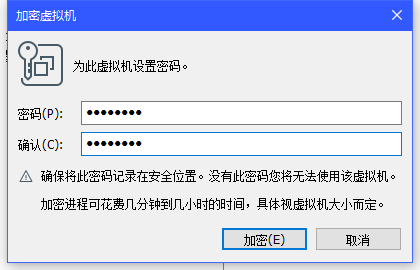 加密虚拟机
为此虚拟机设置密码。
密码(P): ●●●●●●●●
确认(C): ●●●●●●●●
确保将此密码记录在安全位置。没有此密码您将无法使用该虚拟机。
加密进程可花费几分钟到几小时的时间，具体视虚拟机大小而定。
加密(E) 取消